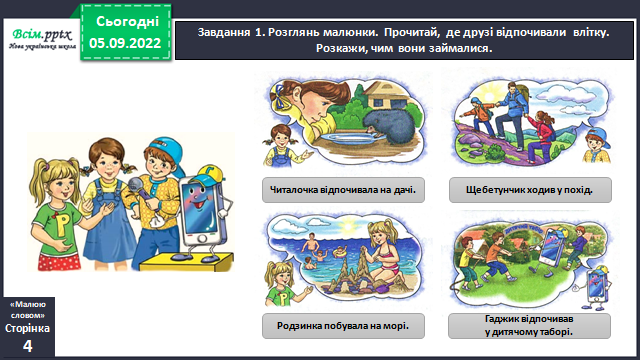 Всім.pptx
Нова українська школа
Сьогодні
05.09.2022
Завдання 1. Розглянь малюнки. Прочитай, де друзі відпочивали влітку.
Розкажи, чим вони займалися.
Читалочка відпочивала на дачі.
Щебетунчик ходив у похід.
Р
ДИТЯЧИЙ ТАБІР
Родзинка побувала на морі.
Гаджик відпочивав
у дитячому таборі.
«Малюю
словом»
Сторінка
4